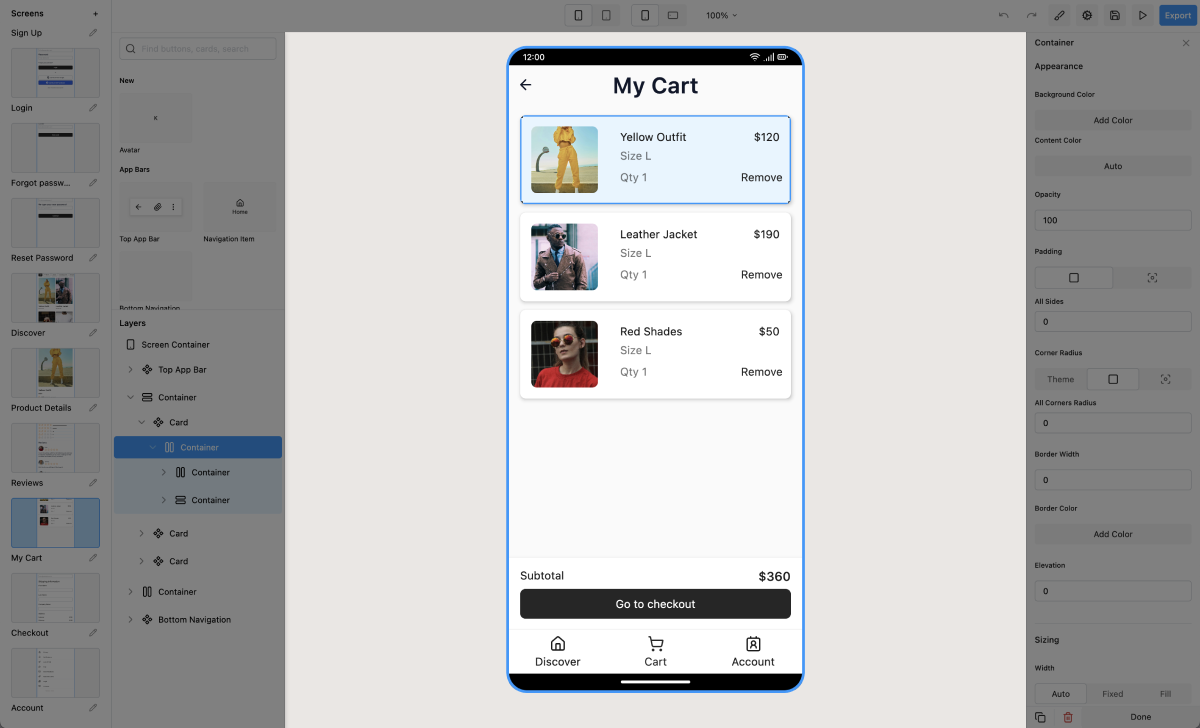 Screens +
Sign Up
Login
Forgot passw...
Reset Password
Discover
Product Details
Reviews
My Cart
Checkout
Account
Find buttons, cards, search
New
Avatar
App Bars
Home
Top App Bar
Navigation Item
Bottom Navigation
Layers
Screen Container
Top App Bar
Container
Card
Container
Container
Container
Card
Card
Container
Bottom Navigation
100%
12:00
My Cart
Yellow Outfit $120
Size L
Qty 1 Remove
Leather Jacket $190
Size L
Qty 1 Remove
Red Shades $50
Size L
Qty 1 Remove
Subtotal $360
Go to checkout
Discover Cart Account
Export
Container
Appearance
Background Color
Add Color
Content Color
Auto
Opacity
100
Padding
All Sides
0
Corner Radius
Theme
All Corners Radius
0
Border Width
0
Border Color
Add Color
Elevation
0
Sizing
Width
Auto Fixed Fill
Done